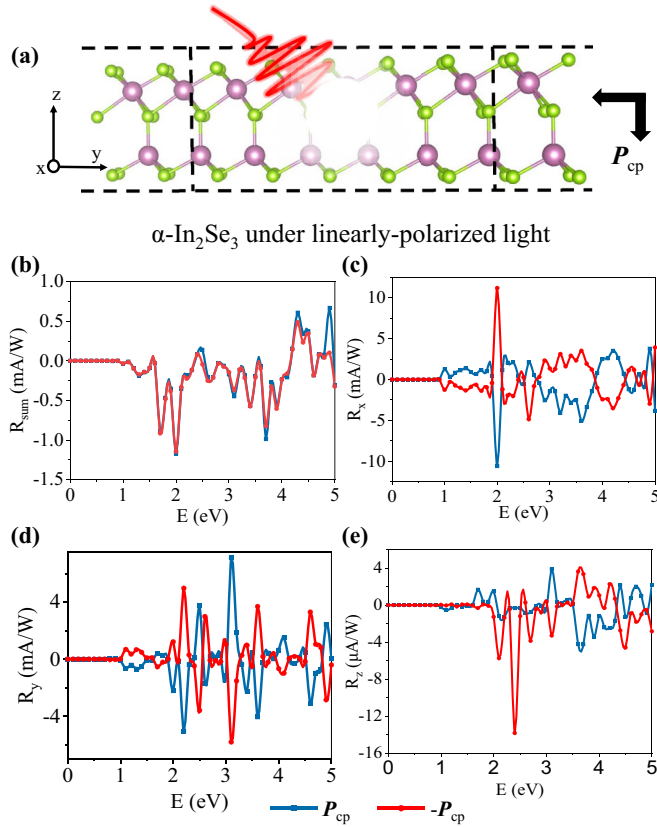 (a)
z
x
y
P_cp
α-In₂Se₃ under linearly-polarized light
(b)
R_sum (mA/W)
1.0
0.5
0.0
-0.5
-1.0
-1.5
0 1 2 3 4 5
E (eV)
(c)
R_x (mA/W)
10
5
0
-5
-10
0 1 2 3 4 5
E (eV)
(d)
R_y (mA/W)
4
0
-4
0 1 2 3 4 5
E (eV)
(e)
R_z (μA/W)
4
0
-4
-8
-12
-16
0 1 2 3 4 5
E (eV)
P_cp -P_cp